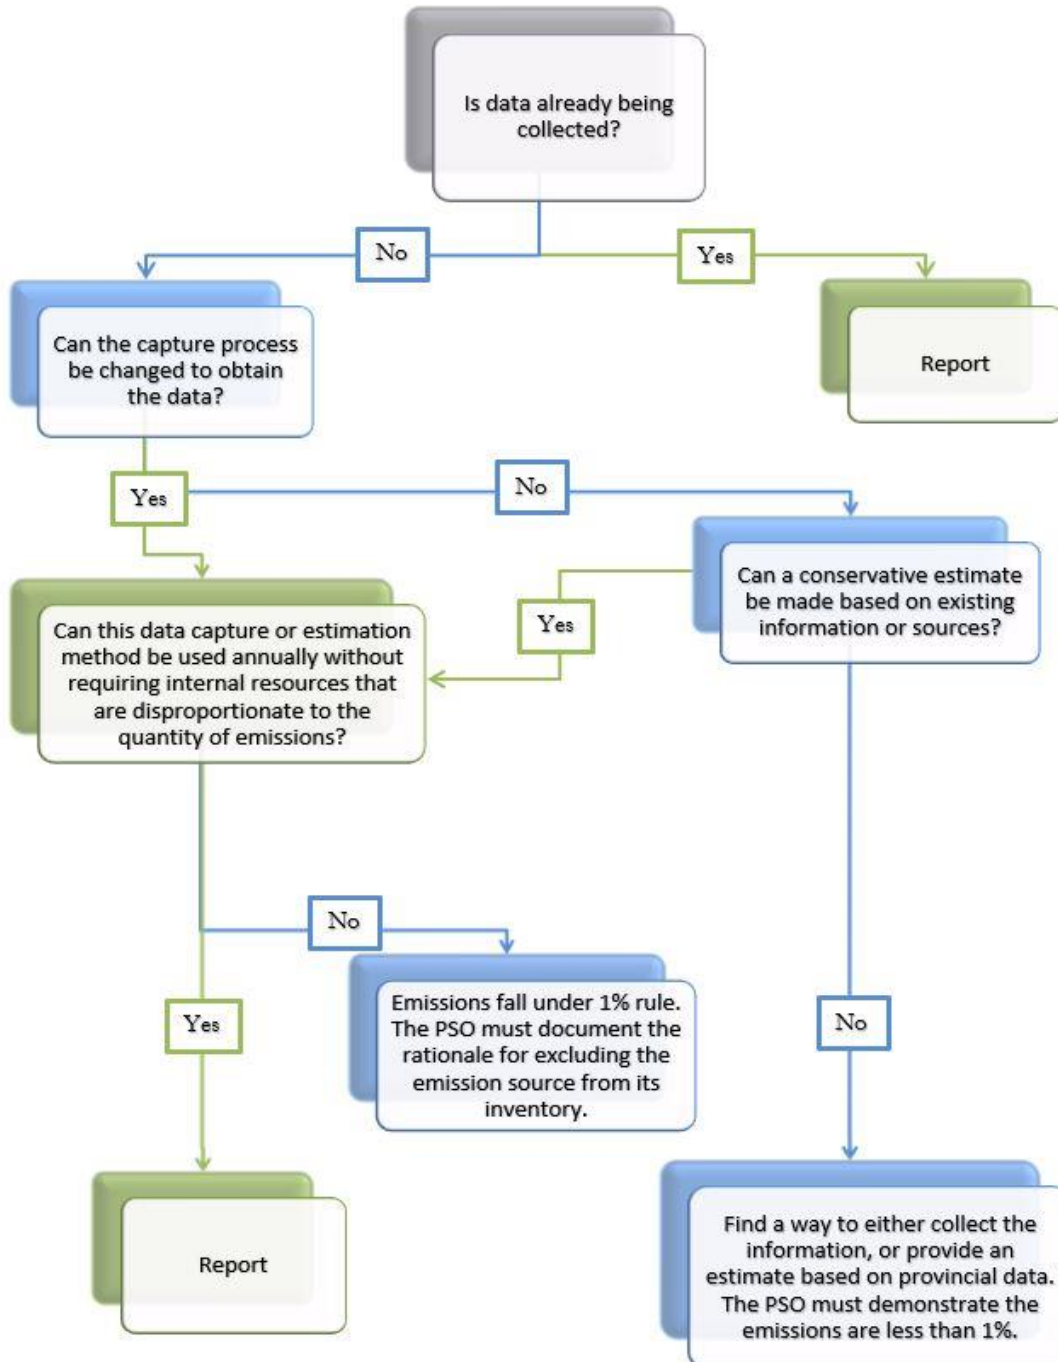 Is data already being
collected?
No
Yes
Can the capture process
be changed to obtain
the data?
Report
Yes
No
Can a conservative estimate
be made based on existing
information or sources?
Yes
Can this data capture or estimation
method be used annually without
requiring internal resources that
are disproportionate to the
quantity of emissions?
No
Emissions fall under 1% rule.
The PSO must document the
rationale for excluding the
emission source from its
inventory.
Yes
No
Report
Find a way to either collect the
information, or provide an
estimate based on provincial data.
The PSO must demonstrate the
emissions are less than 1%.